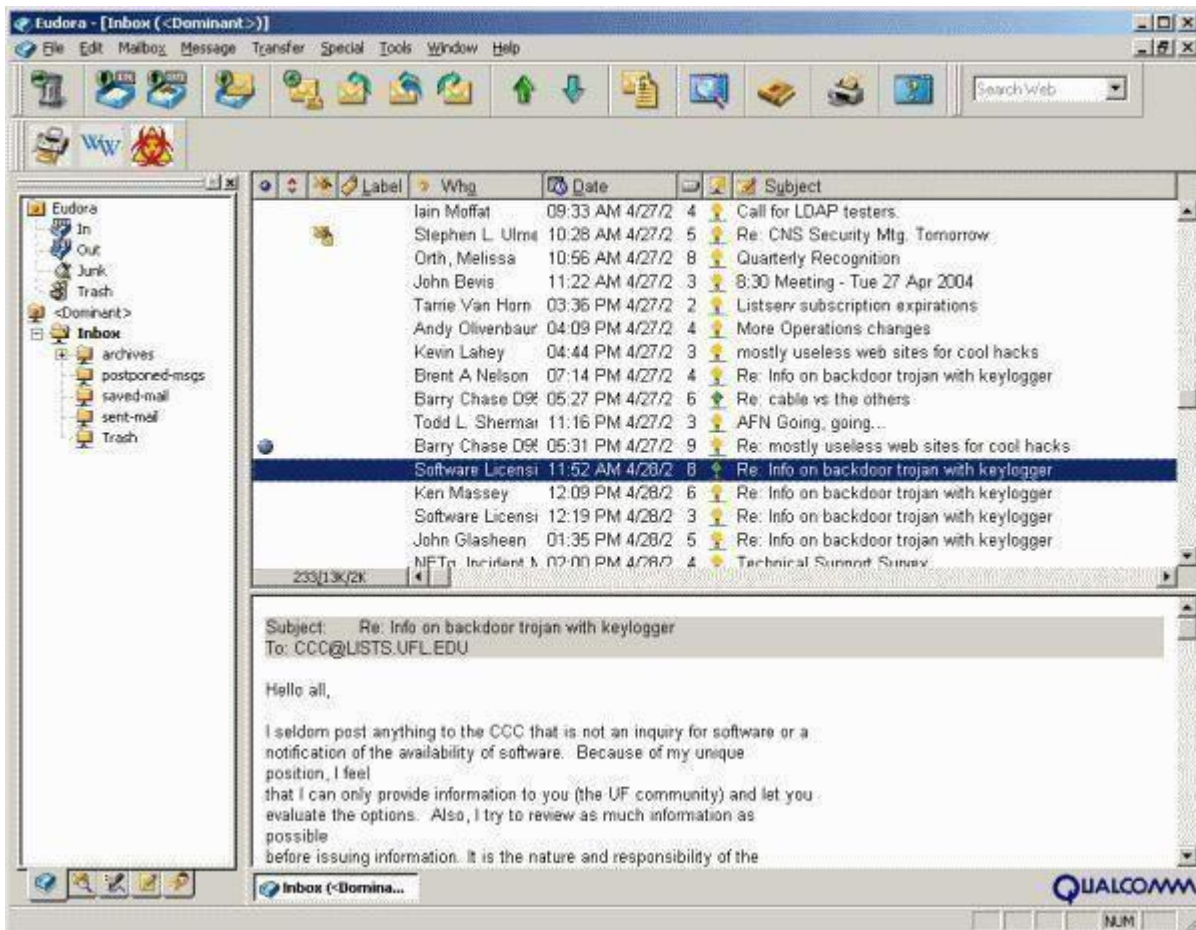 Eudora - [Inbox (<Dominant>)]
File Edit Mailbox Message Transfer Special Tools Window Help
Search Web
Eudora
In
Out
Junk
Trash
<Dominant>
Inbox
archives
postponed-msgs
saved-mail
sent-mail
Trash
Label Who Date Subject
Iain Moffat 09:33 AM 4/27/2 4 Call for LDAP testers.
Stephen L. Ulme 10:28 AM 4/27/2 5 Re: CNS Security Mtg. Tomorrow
Orth, Melissa 10:56 AM 4/27/2 8 Quarterly Recognition
John Bevis 11:22 AM 4/27/2 3 8:30 Meeting - Tue 27 Apr 2004
Tarrie Van Horn 03:36 PM 4/27/2 2 Listserv subscription expirations
Andy Olivenbaur 04:09 PM 4/27/2 4 More Operations changes
Kevin Lahey 04:44 PM 4/27/2 3 mostly useless web sites for cool hacks
Brent A Nelson 07:14 PM 4/27/2 4 Re: Info on backdoor trojan with keylogger
Barry Chase 05:27 PM 4/27/2 6 Re: cable vs the others
Todd L. Shermar 11:16 PM 4/27/2 3 AFN Going, going...
Barry Chase 05:31 PM 4/27/2 9 Re: mostly useless web sites for cool hacks
Software Licensi 11:52 AM 4/28/2 8 Re: Info on backdoor trojan with keylogger
Ken Massey 12:09 PM 4/28/2 6 Re: Info on backdoor trojan with keylogger
Software Licensi 12:19 PM 4/28/2 3 Re: Info on backdoor trojan with keylogger
John Glasheen 01:35 PM 4/28/2 5 Re: Info on backdoor trojan with keylogger
Incident 02:00 PM 4/28/2 4 Technical Support Survey
233/13K/2K
Subject: Re: Info on backdoor trojan with keylogger
To: CCC@LISTS.UFL.EDU
Hello all,
I seldom post anything to the CCC that is not an inquiry for software or a
notification of the availability of software. Because of my unique
position, I feel
that I can only provide information to you (the UF community) and let you
evaluate the options. Also, I try to review as much information as
possible
before issuing information. It is the nature and responsibility of the
Inbox (<Domina...
QUALCOMM
NUM